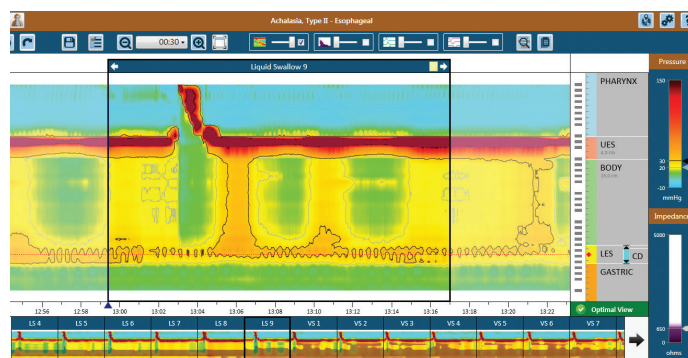 Achalasia, Type II - Esophageal
00:30
Liquid Swallow 9
Pressure
150
30
20
-10
mmHg
PHARYNX
UES
BODY
LES
CD
GASTRIC
Impedance
5000
650
0
ohms
12:56 12:58 13:00 13:02 13:04 13:06 13:08 13:10 13:12 13:14 13:16 13:18 13:20 13:22
Optimal View
LS 4 LS 5 LS 6 LS 7 LS 8 LS 9 VS 1 VS 2 VS 3 VS 4 VS 5 VS 6 VS 7